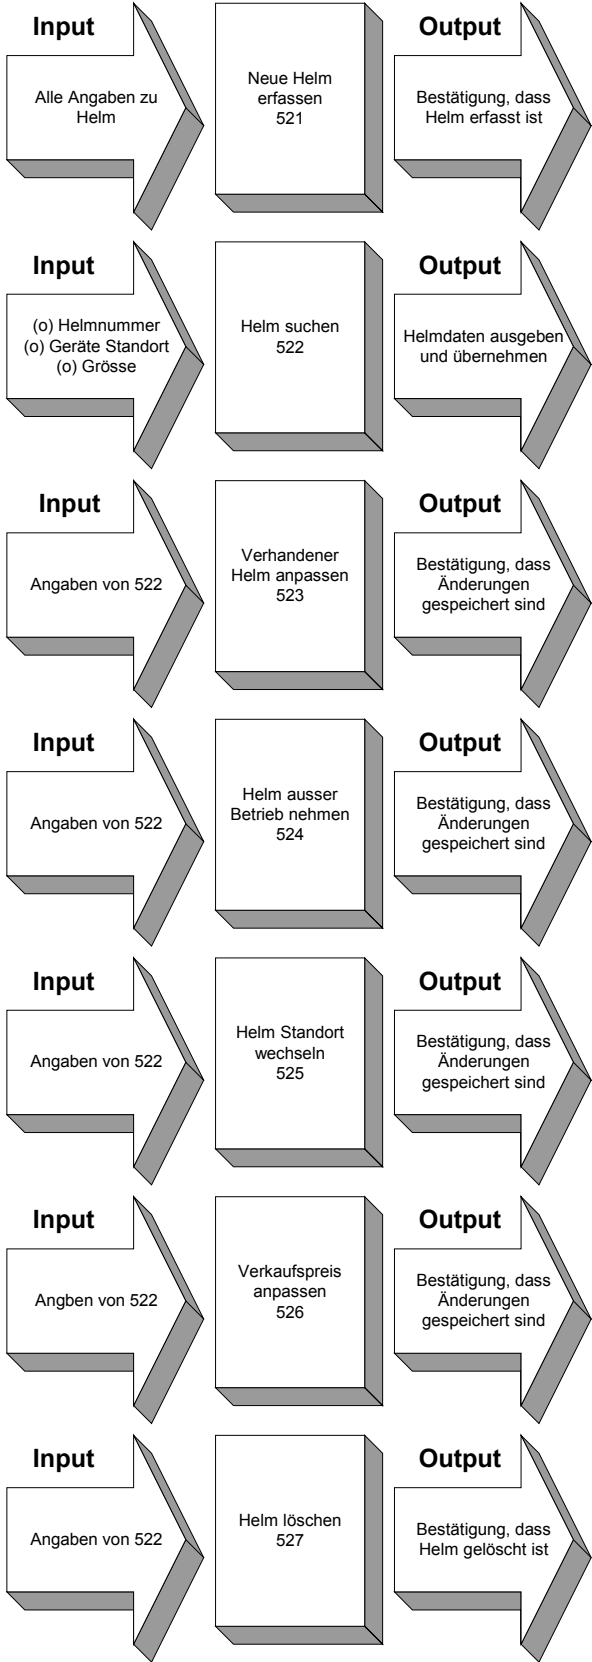 Input
Output
Alle Angaben zu
Helm
Neue Helm
erfassen
521
Bestätigung, dass
Helm erfasst ist
Input
Output
(o) Helmnummer
(o) Geräte Standort
(o) Grösse
Helm suchen
522
Helmdaten ausgeben
und übernehmen
Input
Output
Angaben von 522
Verhandener
Helm anpassen
523
Bestätigung, dass
Änderungen
gespeichert sind
Input
Output
Angaben von 522
Helm ausser
Betrieb nehmen
524
Bestätigung, dass
Änderungen
gespeichert sind
Input
Output
Angaben von 522
Helm Standort
wechseln
525
Bestätigung, dass
Änderungen
gespeichert sind
Input
Output
Angben von 522
Verkaufspreis
anpassen
526
Bestätigung, dass
Änderungen
gespeichert sind
Input
Output
Angaben von 522
Helm löschen
527
Bestätigung, dass
Helm gelöscht ist